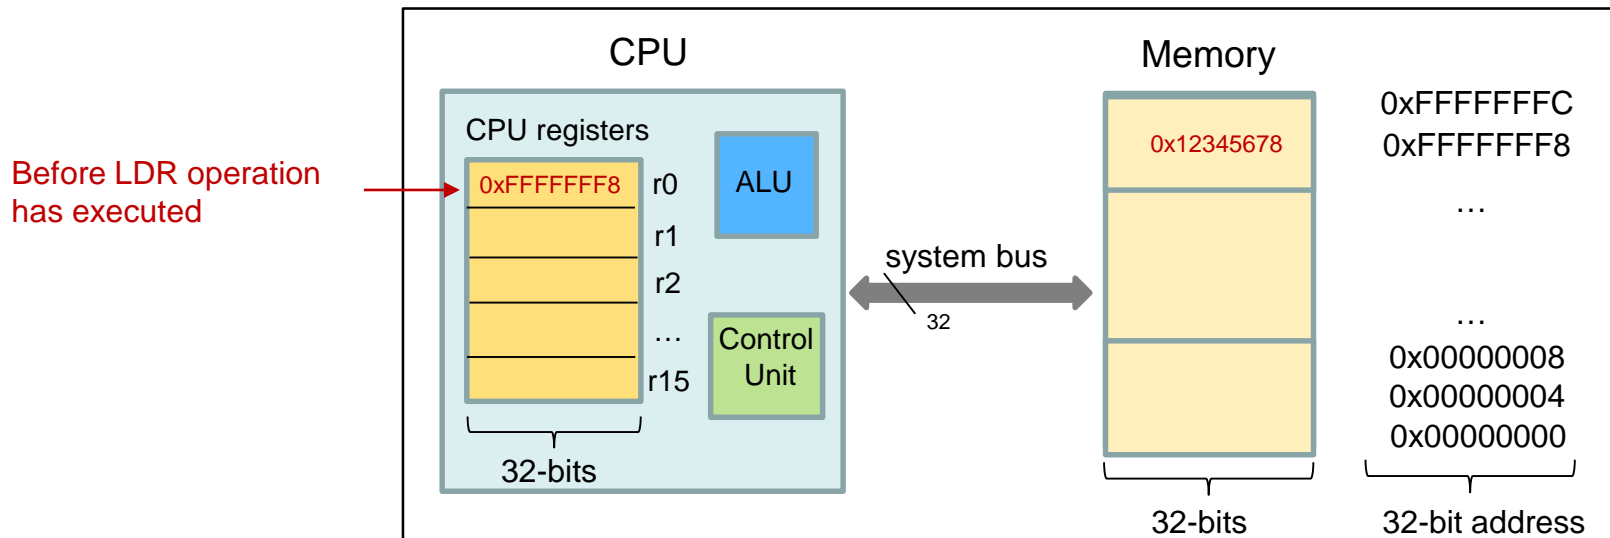 CPU
Memory
CPU registers
Before LDR operation
has executed
0xFFFFFFF8
r0
r1
r2
…
r15
ALU
Control
Unit
32-bits
system bus
32
0x12345678
0xFFFFFFFC
0xFFFFFFF8
…
…
0x00000008
0x00000004
0x00000000
32-bits
32-bit address